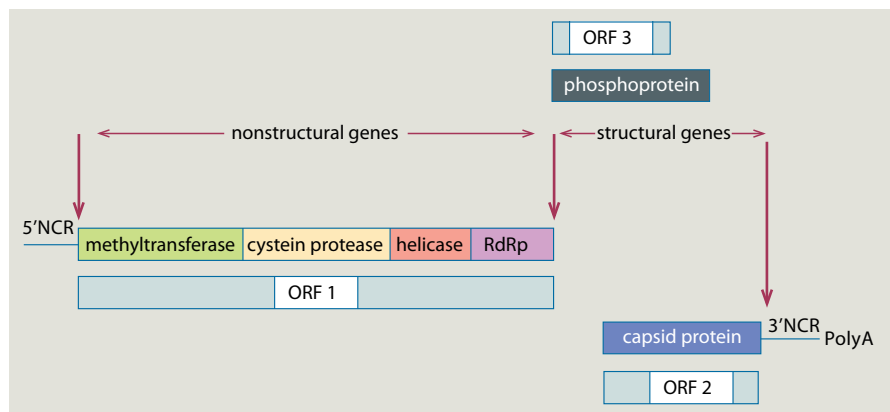 ORF 3
phosphoprotein
nonstructural genes
structural genes
5’NCR
methyltransferase
cystein protease
helicase
RdRp
ORF 1
capsid protein
3’NCR
PolyA
ORF 2